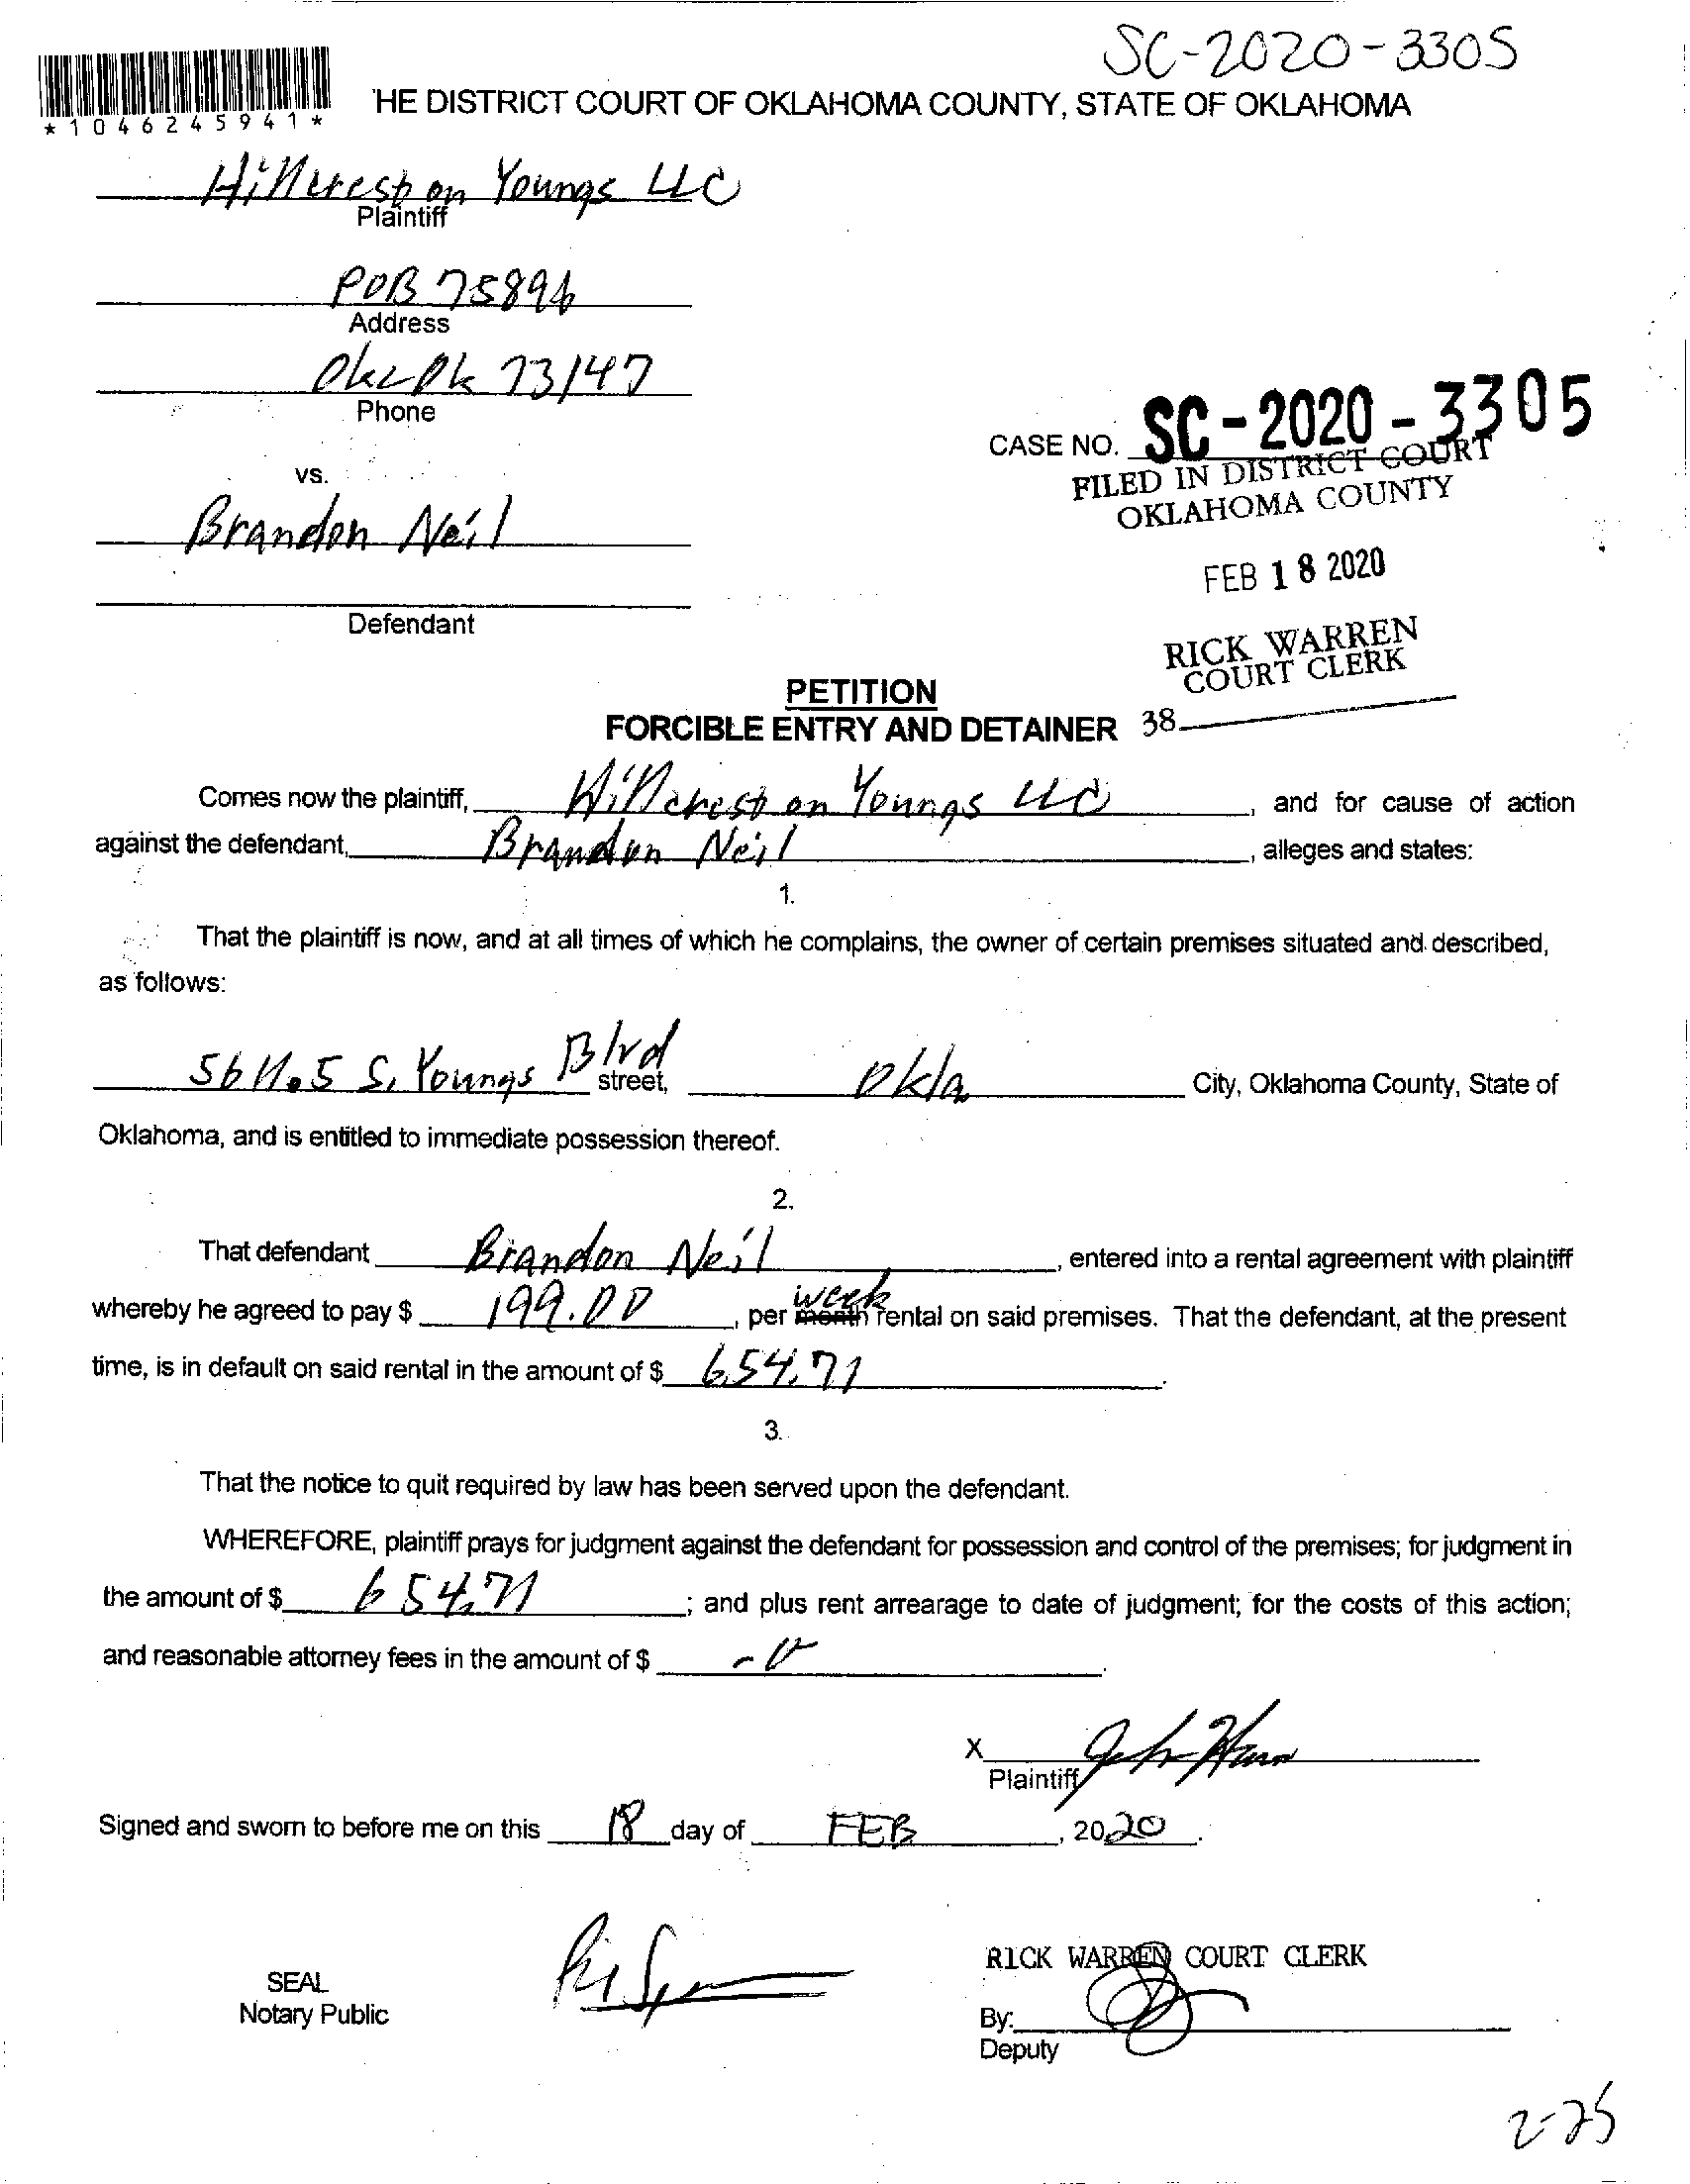 SC-2020-3305
*1046245941*
'HE DISTRICT COURT OF OKLAHOMA COUNTY, STATE OF OKLAHOMA
Hillcrest on Youngs LLC
Plaintiff
POB 75894
Address
Okc Ok 73147
Phone
CASE NO. SC-2020-3305
FILED IN DISTRICT COURT
OKLAHOMA COUNTY
vs.
Brandon Neil
FEB 18 2020
Defendant
RICK WARREN
COURT CLERK
PETITION
FORCIBLE ENTRY AND DETAINER 38
Comes now the plaintiff, Hillcrest on Youngs LLC, and for cause of action
against the defendant, Brandon Neil, alleges and states:
1.
That the plaintiff is now, and at all times of which he complains, the owner of certain premises situated and described,
as follows:
5611.5 S. Youngs Blvd street, Okla City, Oklahoma County, State of
Oklahoma, and is entitled to immediate possession thereof.
2.
That defendant Brandon Neil, entered into a rental agreement with plaintiff
whereby he agreed to pay $ 199.00, per month week rental on said premises. That the defendant, at the present
time, is in default on said rental in the amount of $ 654.71.
3.
That the notice to quit required by law has been served upon the defendant.
WHEREFORE, plaintiff prays for judgment against the defendant for possession and control of the premises; for judgment in
the amount of $ 654.71; and plus rent arrearage to date of judgment; for the costs of this action;
and reasonable attorney fees in the amount of $
X
Plaintiff
Signed and sworn to before me on this 18 day of FEB, 2020.
RICK WARREN COURT CLERK
SEAL
Notary Public
By:
Deputy
2-25